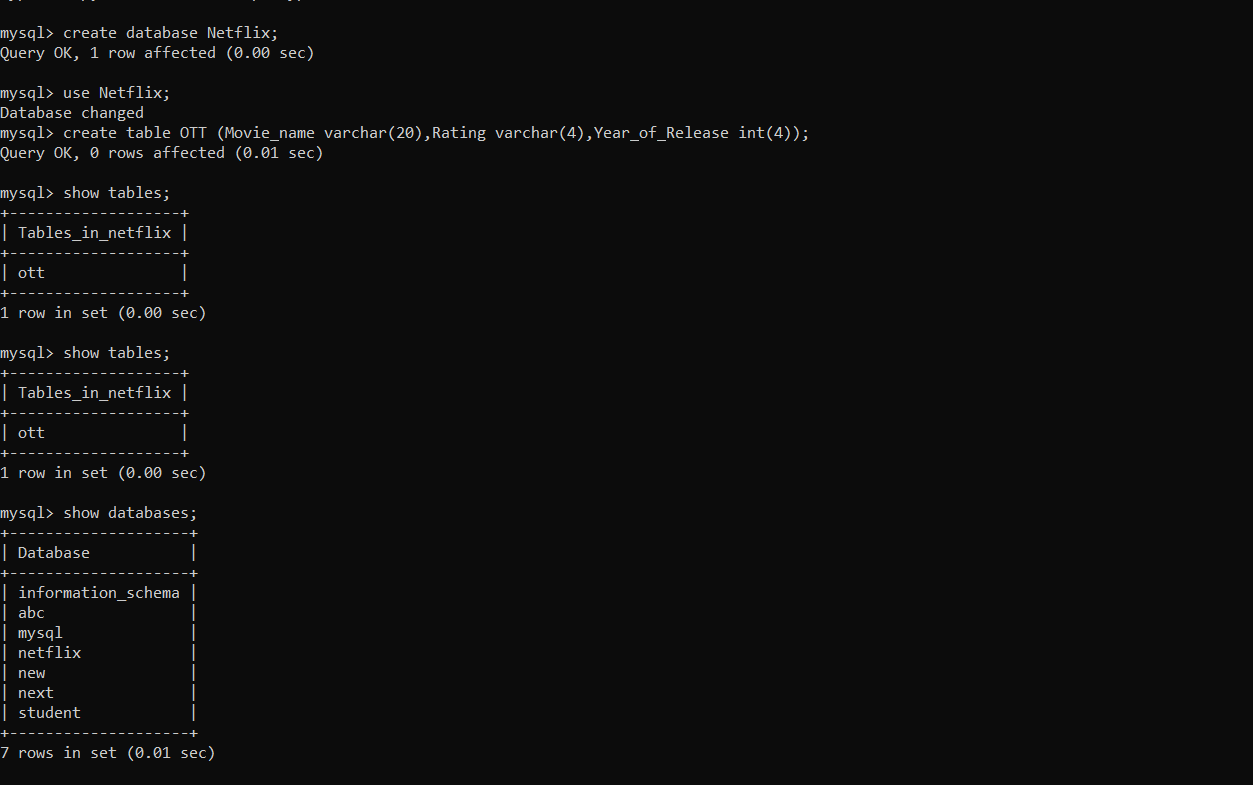 mysql> create database Netflix;
Query OK, 1 row affected (0.00 sec)
mysql> use Netflix;
Database changed
mysql> create table OTT (Movie_name varchar(20),Rating varchar(4),Year_of_Release int(4));
Query OK, 0 rows affected (0.01 sec)
mysql> show tables;
+-------------------+
| Tables_in_netflix |
+-------------------+
| ott               |
+-------------------+
1 row in set (0.00 sec)
mysql> show tables;
+-------------------+
| Tables_in_netflix |
+-------------------+
| ott               |
+-------------------+
1 row in set (0.00 sec)
mysql> show databases;
+--------------------+
| Database           |
+--------------------+
| information_schema |
| abc                |
| mysql              |
| netflix            |
| new                |
| next               |
| student            |
+--------------------+
7 rows in set (0.01 sec)